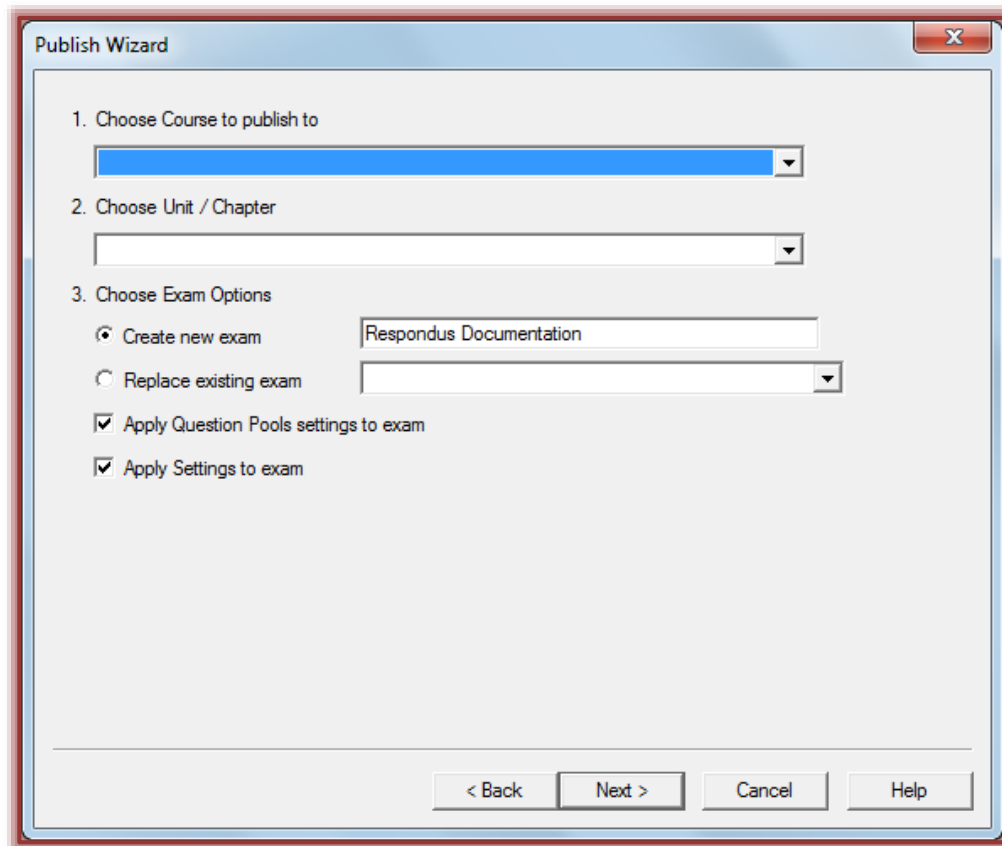 Publish Wizard
1. Choose Course to publish to
2. Choose Unit / Chapter
3. Choose Exam Options
Create new exam Respondus Documentation
Replace existing exam
Apply Question Pools settings to exam
Apply Settings to exam
< Back Next > Cancel Help